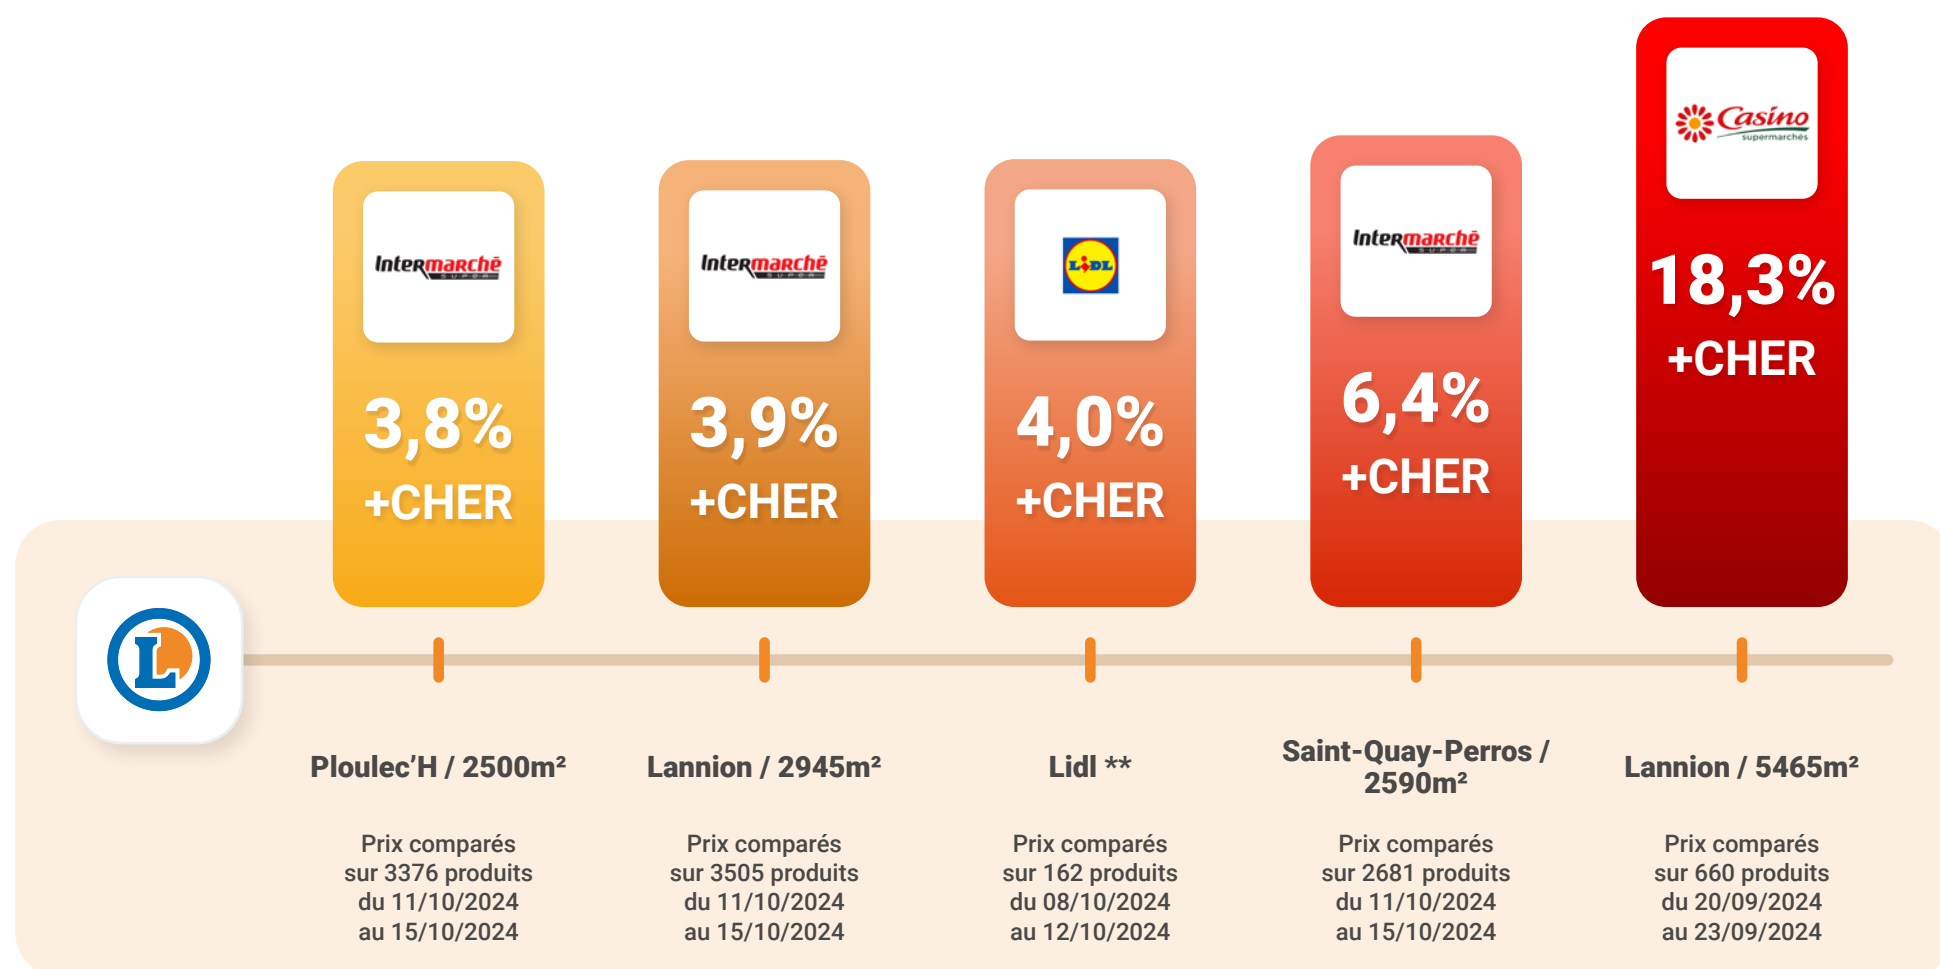 Intermarché
SUPER
3,8%
+CHER
Intermarché
SUPER
3,9%
+CHER
LIDL
4,0%
+CHER
Intermarché
SUPER
6,4%
+CHER
Casino
supermarchés
18,3%
+CHER
L
Ploulec’H / 2500m²
Prix comparés
sur 3376 produits
du 11/10/2024
au 15/10/2024
Lannion / 2945m²
Prix comparés
sur 3505 produits
du 11/10/2024
au 15/10/2024
Lidl **
Prix comparés
sur 162 produits
du 08/10/2024
au 12/10/2024
Saint-Quay-Perros /
2590m²
Prix comparés
sur 2681 produits
du 11/10/2024
au 15/10/2024
Lannion / 5465m²
Prix comparés
sur 660 produits
du 20/09/2024
au 23/09/2024